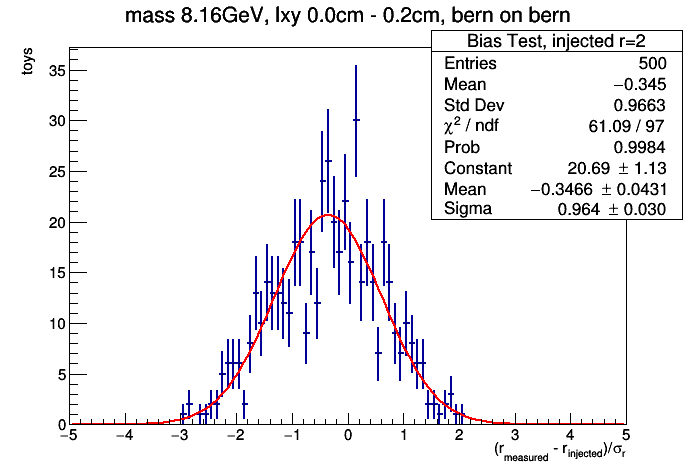 mass 8.16GeV, lxy 0.0cm - 0.2cm, bern on bern
Bias Test, injected r=2
Entries 500
Mean −0.345
Std Dev 0.9663
χ² / ndf 61.09 / 97
Prob 0.9984
Constant 20.69 ± 1.13
Mean −0.3466 ± 0.0431
Sigma 0.964 ± 0.030
toys
35
30
25
20
15
10
5
0
−5 −4 −3 −2 −1 0 1 2 3 4 5
(r_measured - r_injected)/σ_r